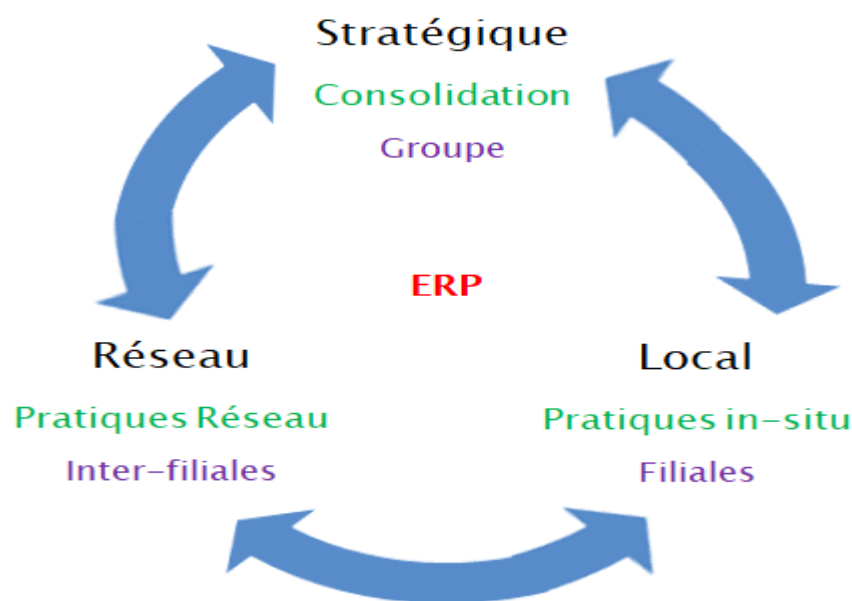 Stratégique
Consolidation
Groupe
ERP
Réseau
Pratiques Réseau
Inter-filiales
Local
Pratiques in-situ
Filiales